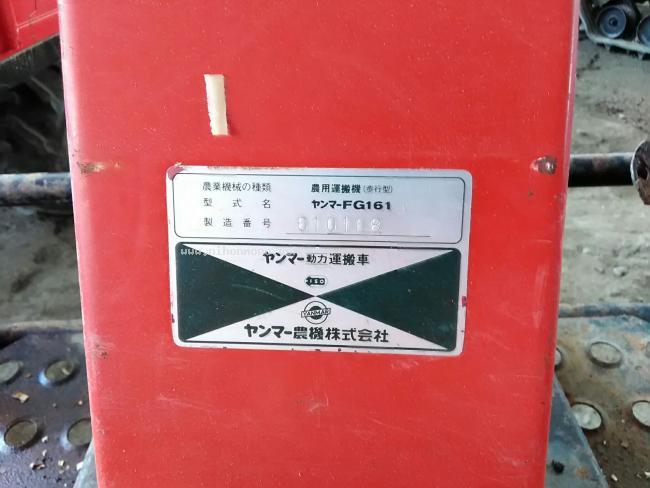 農業機械の種類 農用運搬機(歩行型)
型式名 ヤンマーFG161
製造番号 010118
ヤンマー動力運搬車
YANMAR
ヤンマー農機株式会社